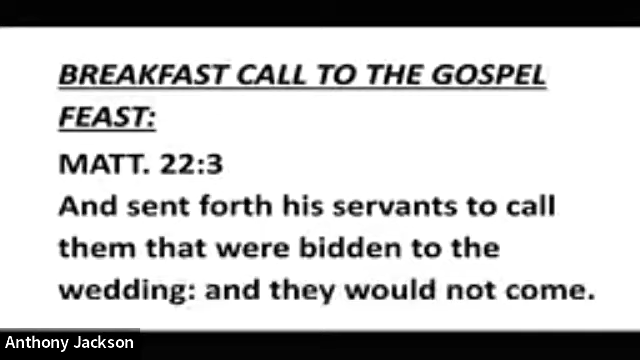 BREAKFAST CALL TO THE GOSPEL
FEAST:
MATT. 22:3
And sent forth his servants to call
them that were bidden to the
wedding: and they would not come.
Anthony Jackson